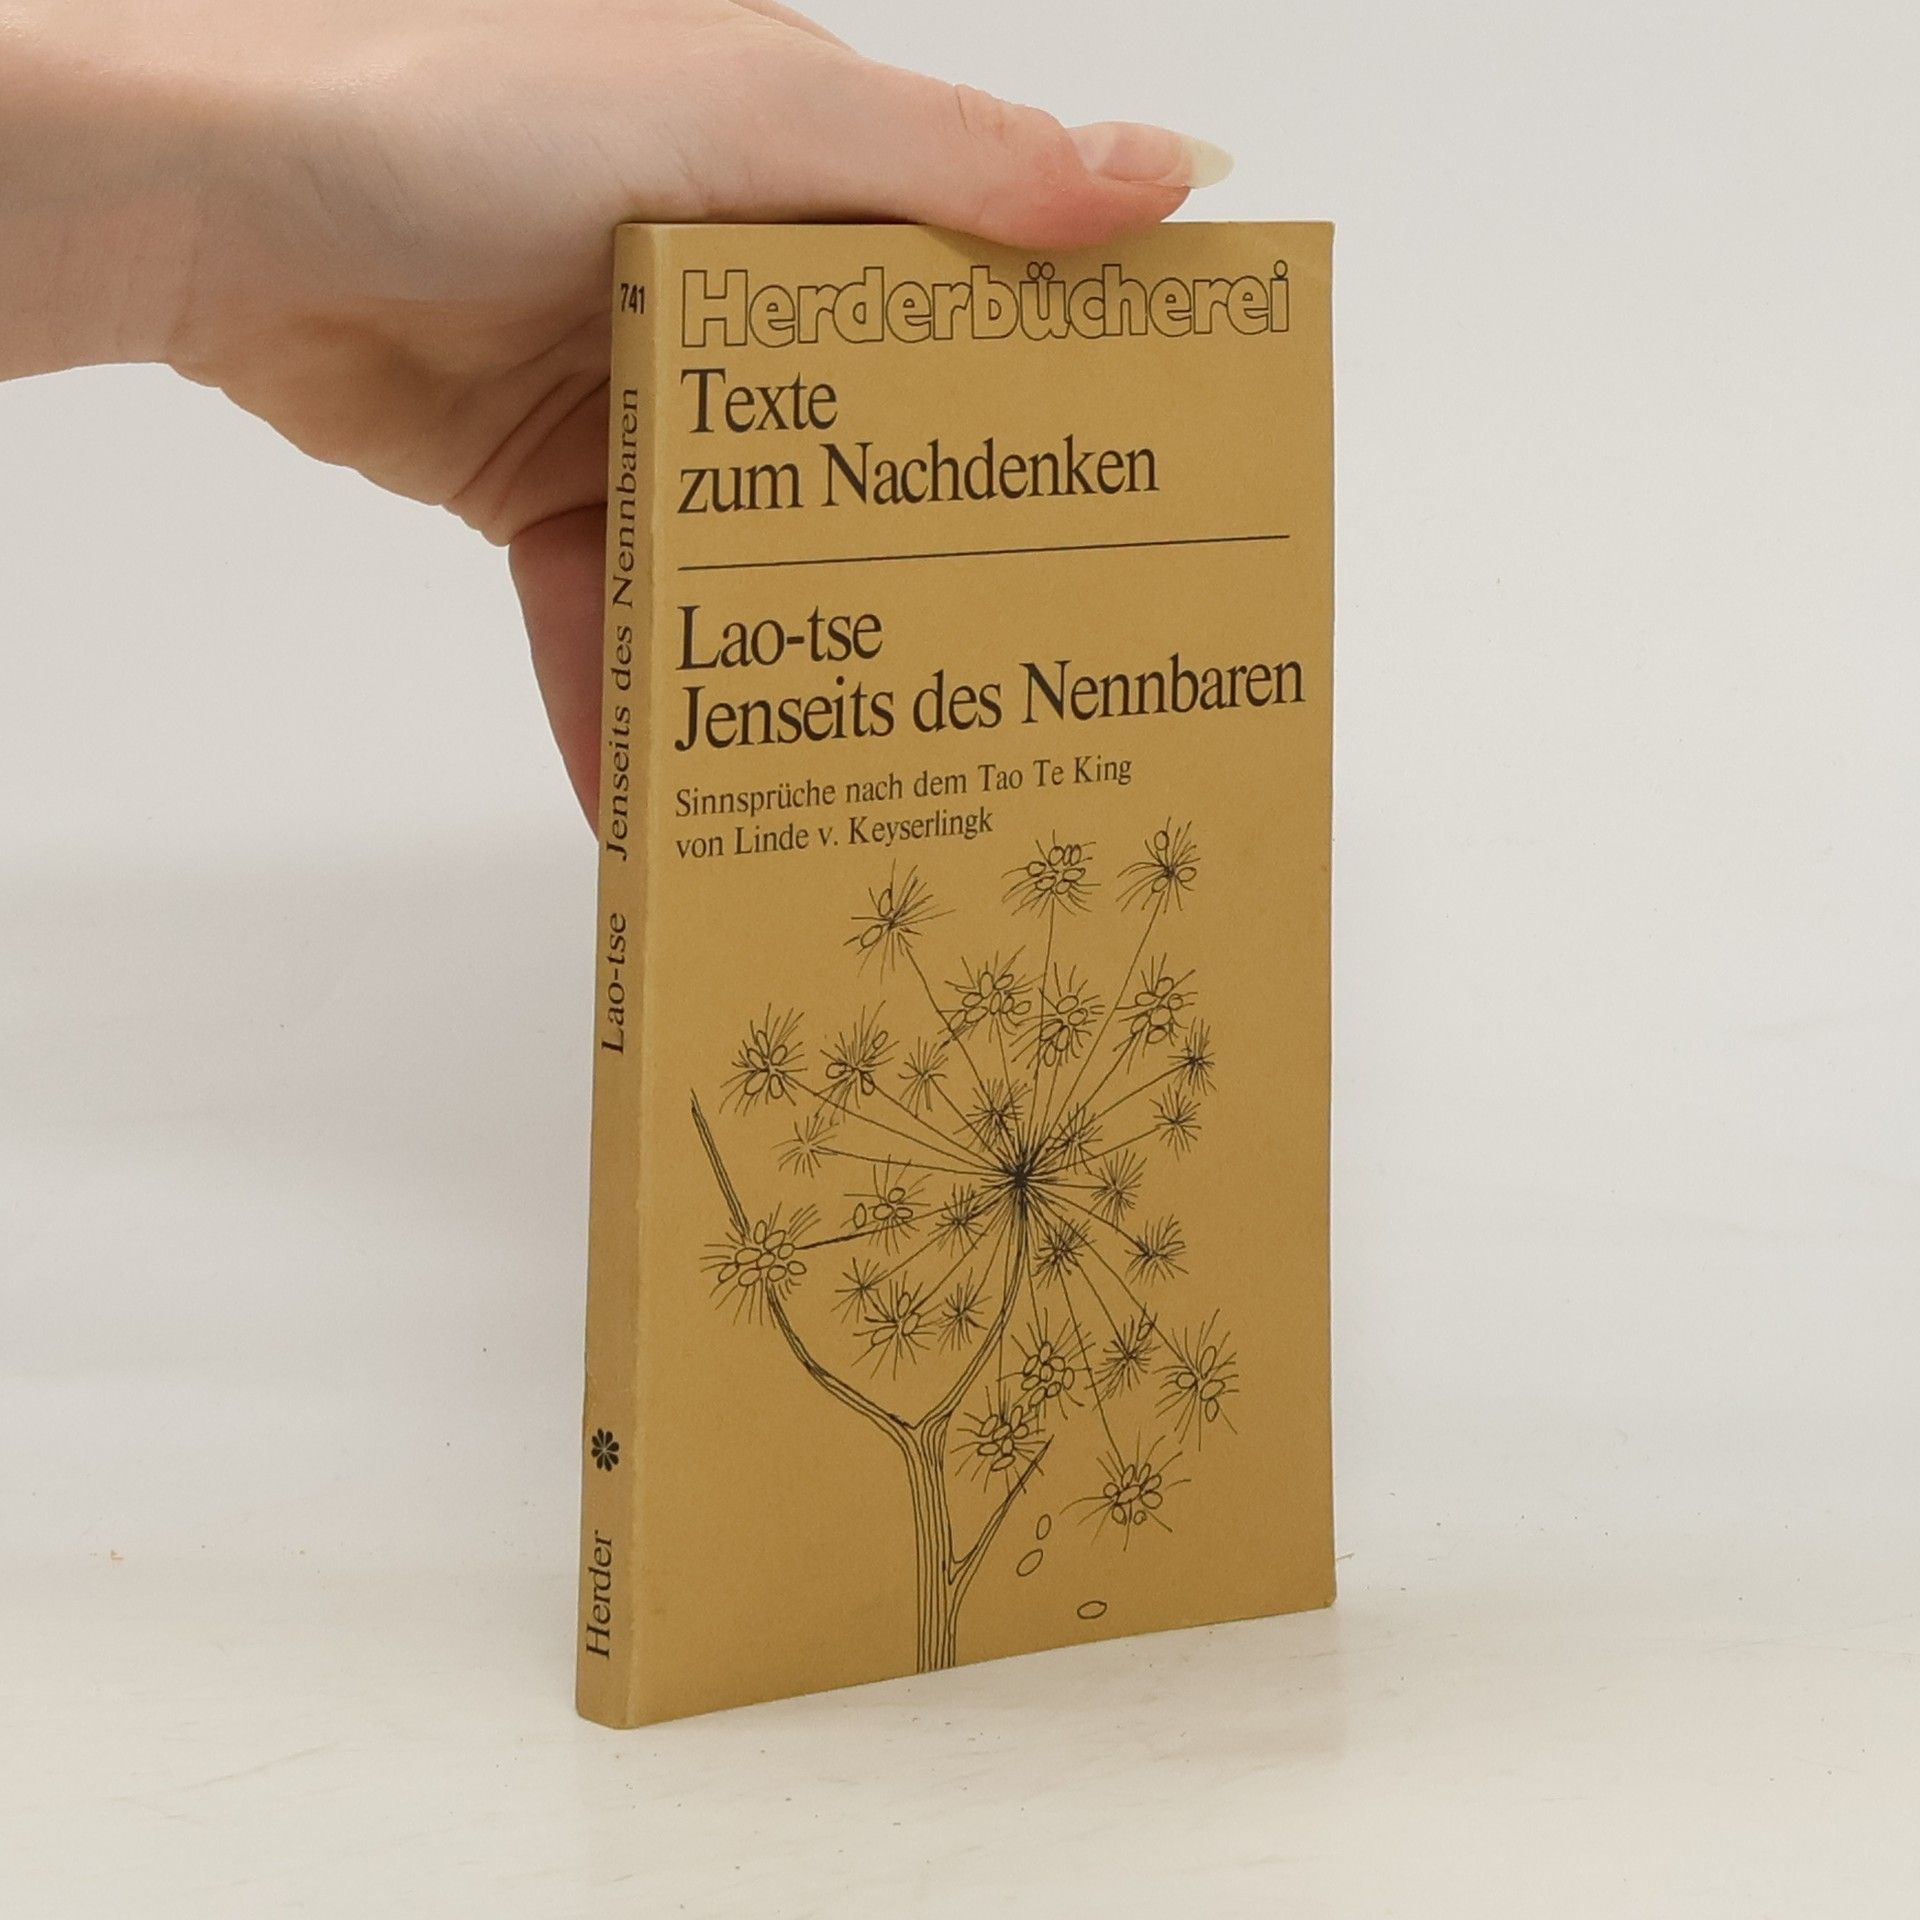 741
Lao-tse Jenseits des Nennbaren
Herder
Herderbücherei
Texte
zum Nachdenken
Lao-tse
Jenseits des Nennbaren
Sinnsprüche nach dem Tao Te King
von Linde v. Keyserlingk